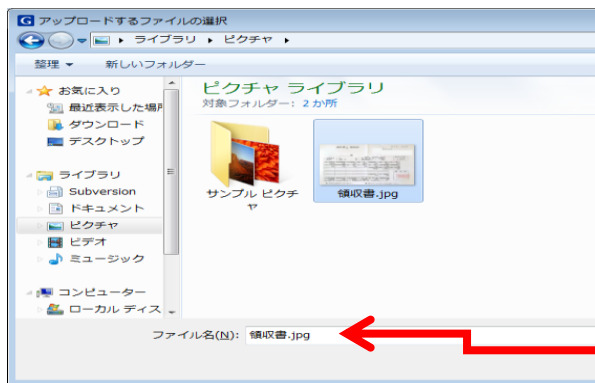 アップロードするファイルの選択
ライブラリ ピクチャ
整理 新しいフォルダー
お気に入り
最近表示した場所
ダウンロード
デスクトップ
ライブラリ
Subversion
ドキュメント
ピクチャ
ビデオ
ミュージック
コンピューター
ローカル ディス
ピクチャ ライブラリ
対象フォルダー: 2 か所
サンプル ピクチ
ャ
領収書.jpg
ファイル名(N): 領収書.jpg